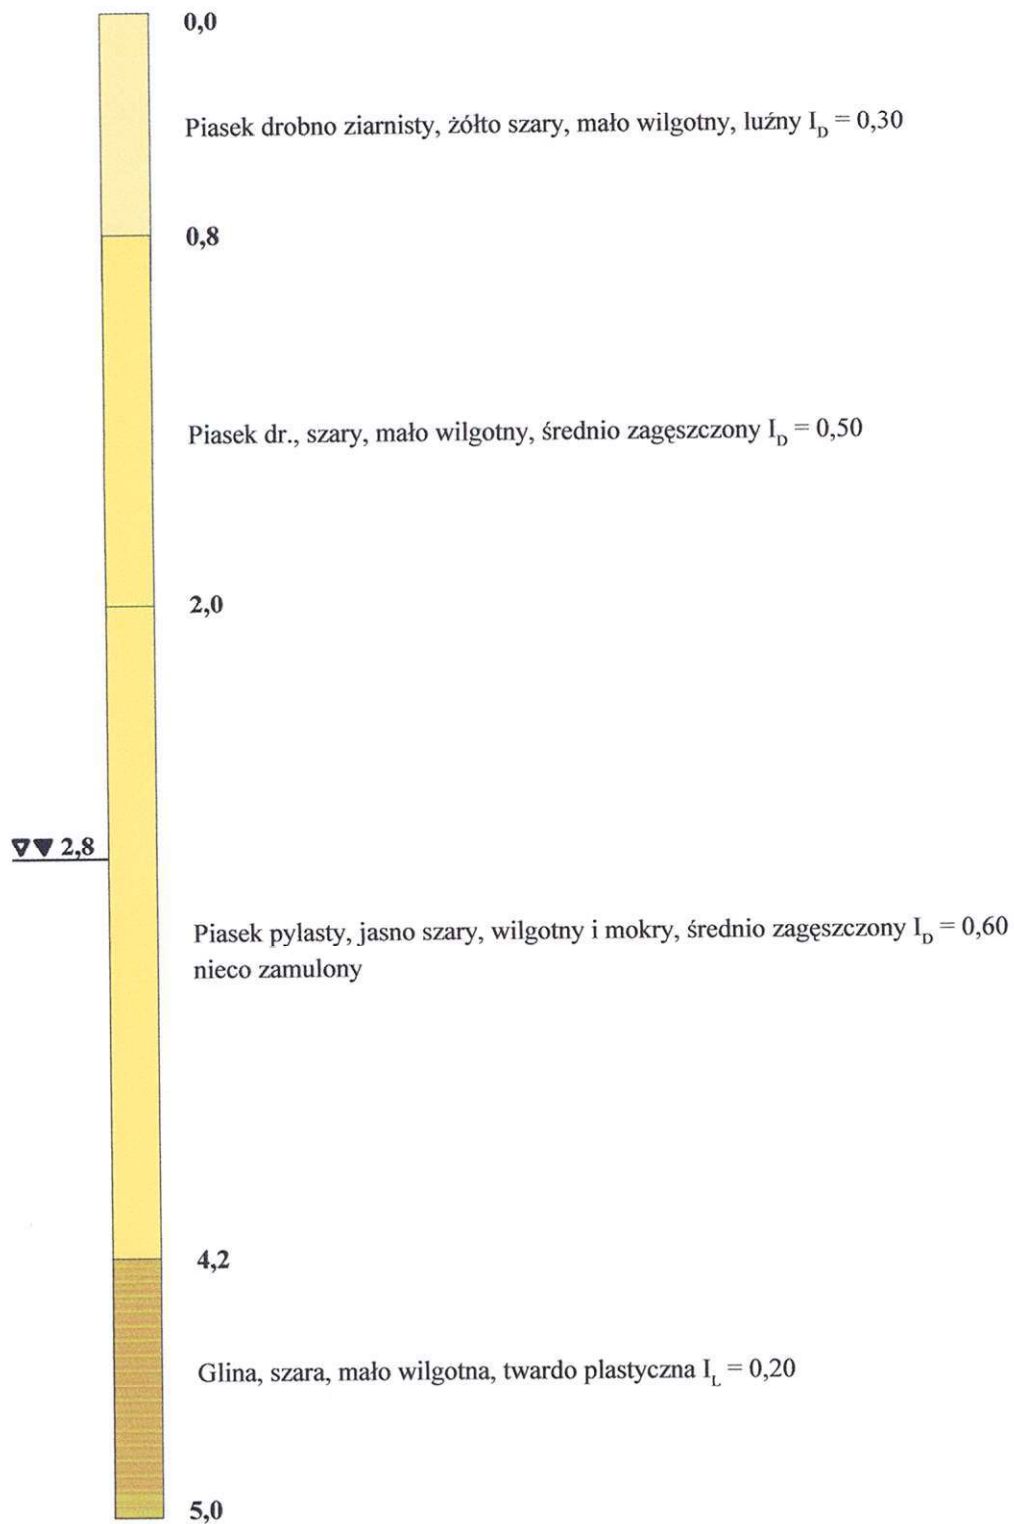 0,0
Piasek drobno ziarnisty, żółto szary, mało wilgotny, luźny I_D = 0,30
0,8
Piasek dr., szary, mało wilgotny, średnio zagęszczony I_D = 0,50
2,0
2,8
Piasek pylasty, jasno szary, wilgotny i mokry, średnio zagęszczony I_D = 0,60
nieco zamulony
4,2
Glina, szara, mało wilgotna, twardo plastyczna I_L = 0,20
5,0